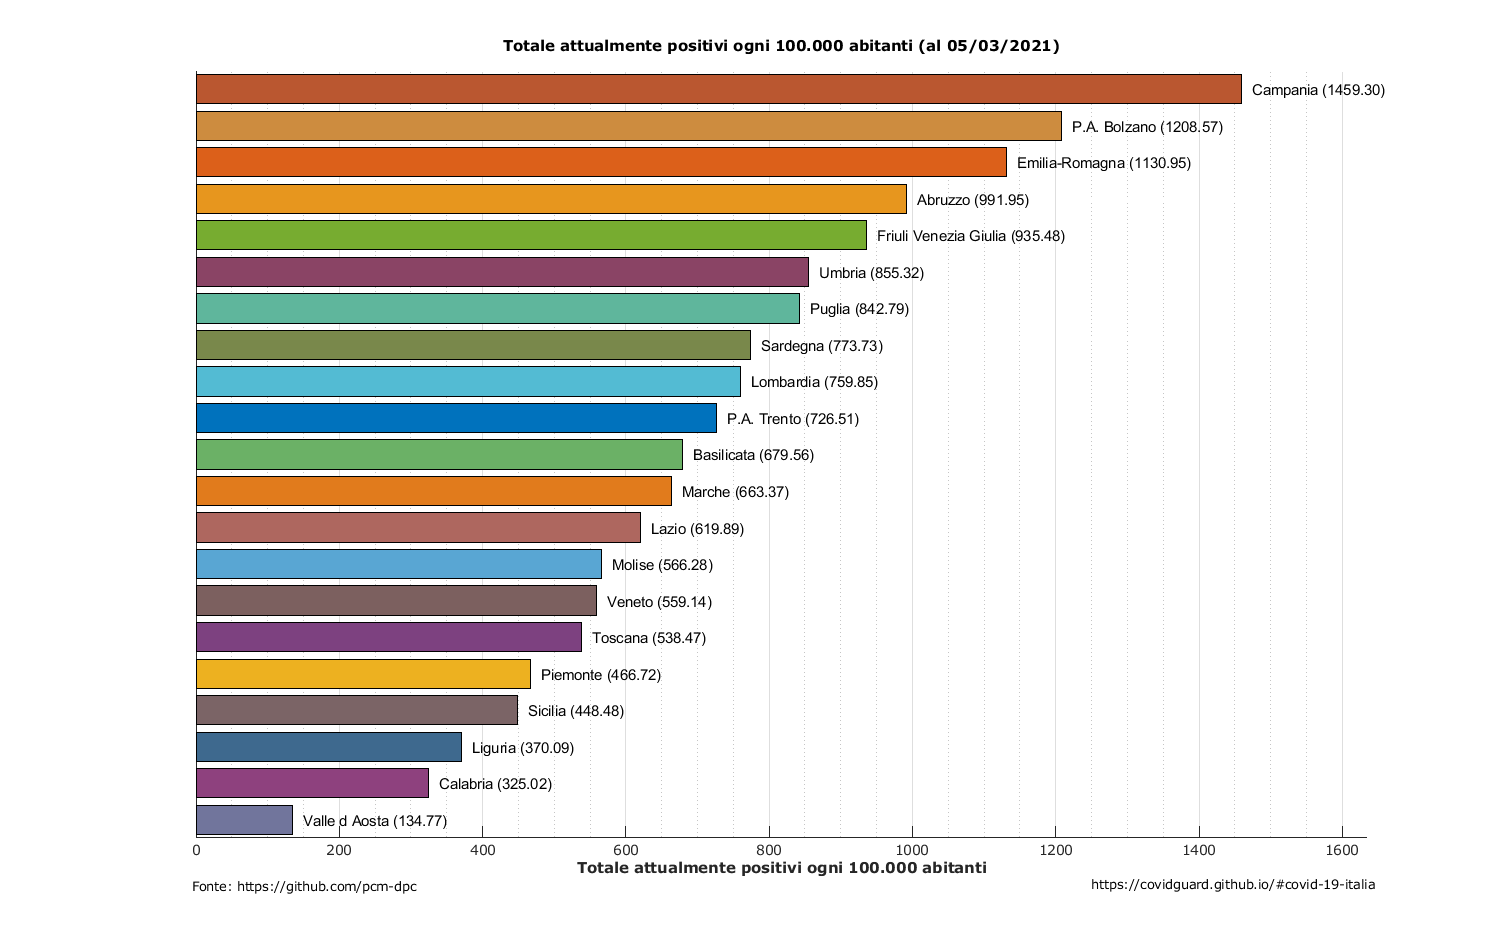 Totale attualmente positivi ogni 100.000 abitanti (al 05/03/2021)
Campania (1459.30)
P.A. Bolzano (1208.57)
Emilia-Romagna (1130.95)
Abruzzo (991.95)
Friuli Venezia Giulia (935.48)
Umbria (855.32)
Puglia (842.79)
Sardegna (773.73)
Lombardia (759.85)
P.A. Trento (726.51)
Basilicata (679.56)
Marche (663.37)
Lazio (619.89)
Molise (566.28)
Veneto (559.14)
Toscana (538.47)
Piemonte (466.72)
Sicilia (448.48)
Liguria (370.09)
Calabria (325.02)
Valle d Aosta (134.77)
0 200 400 600 800 1000 1200 1400 1600
Totale attualmente positivi ogni 100.000 abitanti
Fonte: https://github.com/pcm-dpc
https://covidguard.github.io/#covid-19-italia